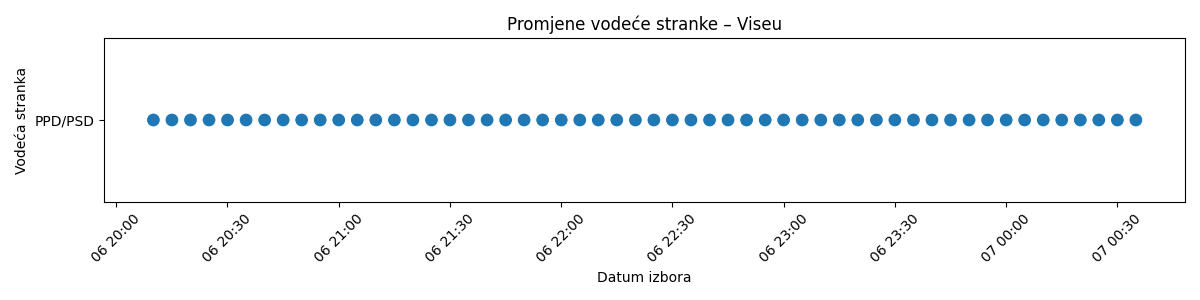 Promjene vodeće stranke – Viseu
Vodeća stranka
PPD/PSD
06 20:00
06 20:30
06 21:00
06 21:30
06 22:00
06 22:30
06 23:00
06 23:30
07 00:00
07 00:30
Datum izbora